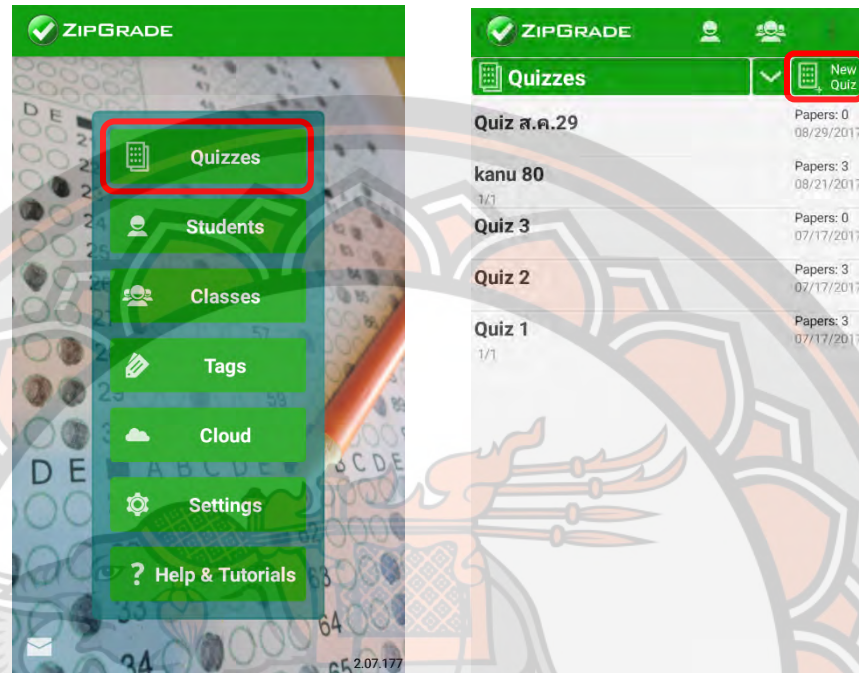 ZIPGRADE
Quizzes
Students
Classes
Tags
Cloud
Settings
? Help & Tutorials
2.07.177
ZIPGRADE
Quizzes
New
Quiz
Quiz ส.ค.29
Papers: 0
08/29/2017
kanu 80
Papers: 3
08/21/2017
1/1
Quiz 3
Papers: 0
07/17/2017
Quiz 2
Papers: 3
07/17/2017
Quiz 1
Papers: 3
07/17/2017
1/1